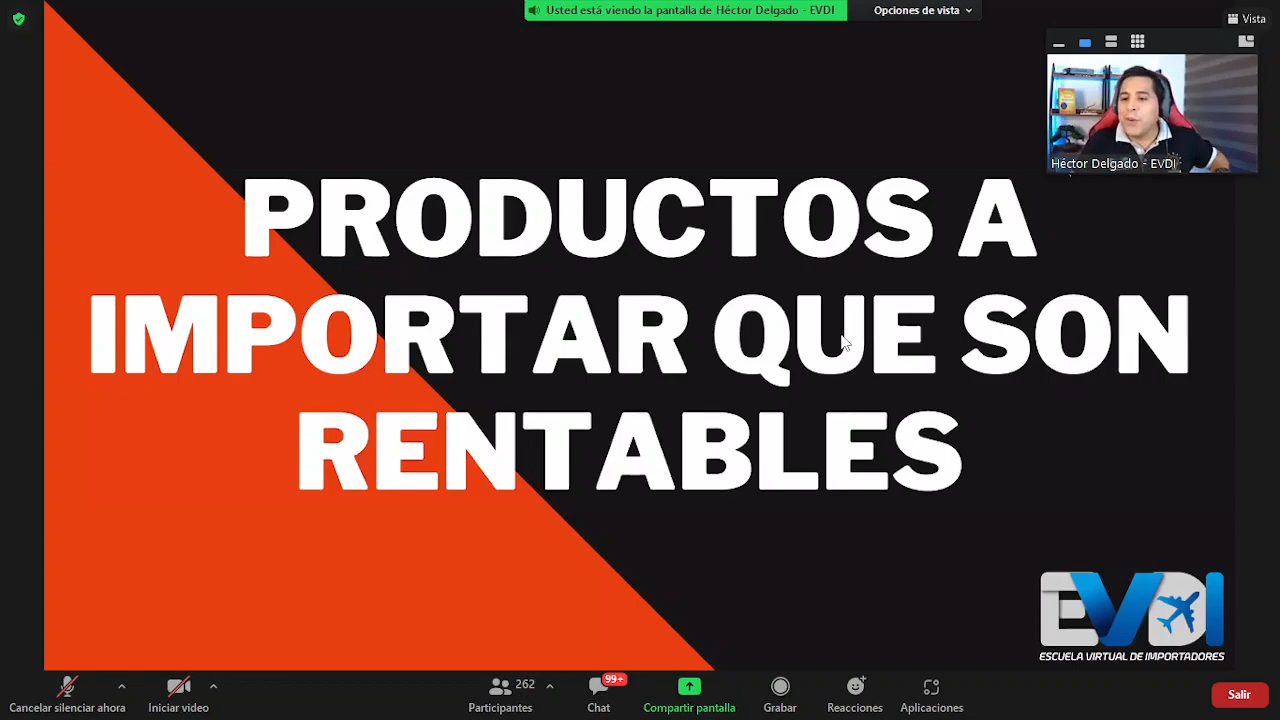 Usted está viendo la pantalla de Héctor Delgado - EVDI
Opciones de vista
Vista
Héctor Delgado - EVDI
PRODUCTOS A
IMPORTAR QUE SON
RENTABLES
EVDI
ESCUELA VIRTUAL DE IMPORTADORES
262
99+
Cancelar silenciar ahora
Iniciar video
Participantes
Chat
Compartir pantalla
Grabar
Reacciones
Aplicaciones
Salir